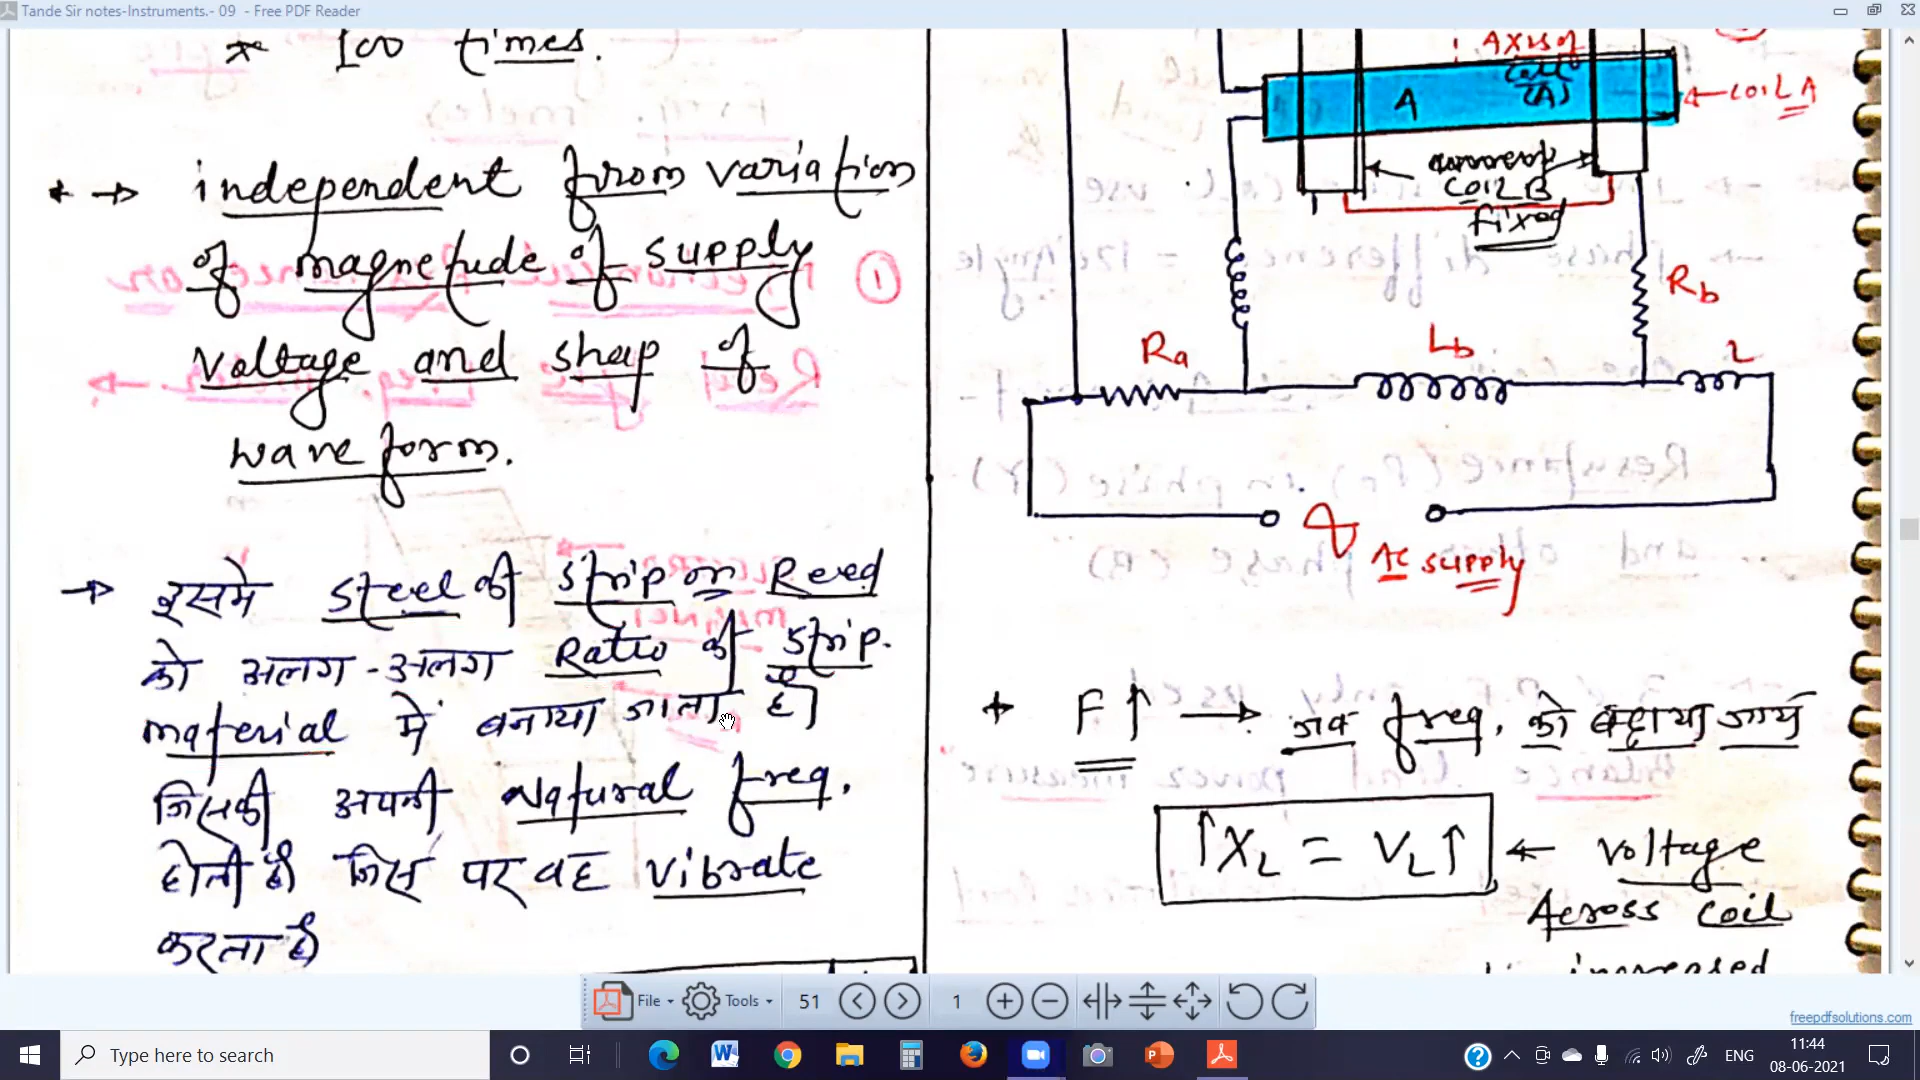 Tande Sir notes-Instruments.- 09 - Free PDF Reader
* 100 times.
* → independent from variation
of magnetude of supply
voltage and shap of
wave form.
→ इसमे Steel की Strip or Reed
को अलग-अलग Ratio of strip.
material में बनाया जाता है।
जिसकी अपनी Natural freq.
होती है जिस पर वह vibrate
करता है
Axis of
coil
(A)
A
← COIL A
COIL B
fixed
Rb
Ra
Lb
L
AC supply
* F↑ → जब freq. को बढ़ाया जाये
↑XL = VL↑ ← voltage
Across coil
increased
File
Tools
51
1
freepdfsolutions.com
Type here to search
ENG
11:44
08-06-2021